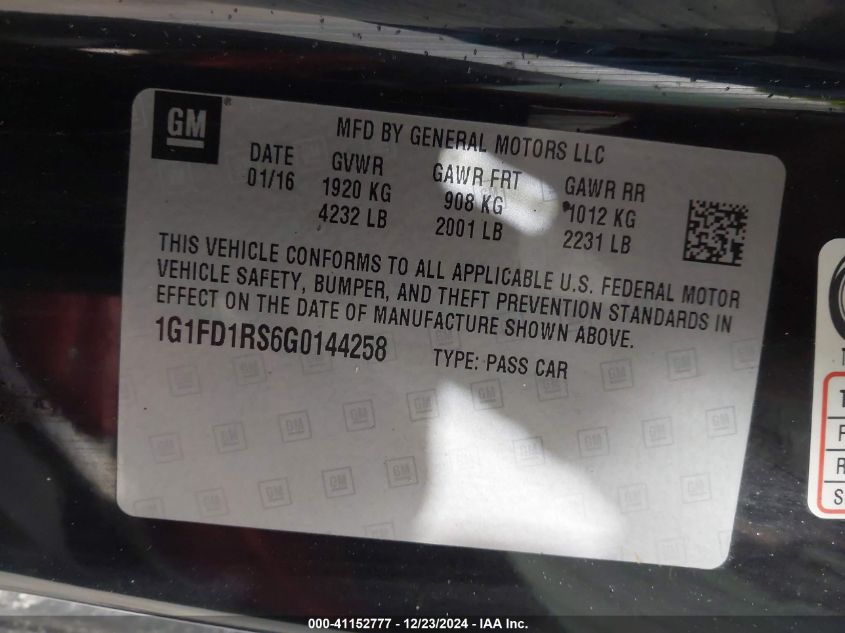 GM
MFD BY GENERAL MOTORS LLC
DATE GVWR GAWR FRT GAWR RR
01/16 1920 KG 908 KG 1012 KG
4232 LB 2001 LB 2231 LB
THIS VEHICLE CONFORMS TO ALL APPLICABLE U.S. FEDERAL MOTOR
VEHICLE SAFETY, BUMPER, AND THEFT PREVENTION STANDARDS IN
EFFECT ON THE DATE OF MANUFACTURE SHOWN ABOVE.
1G1FD1RS6G0144258 TYPE: PASS CAR
T
T
F
R
S
000-41152777 - 12/23/2024 - IAA Inc.